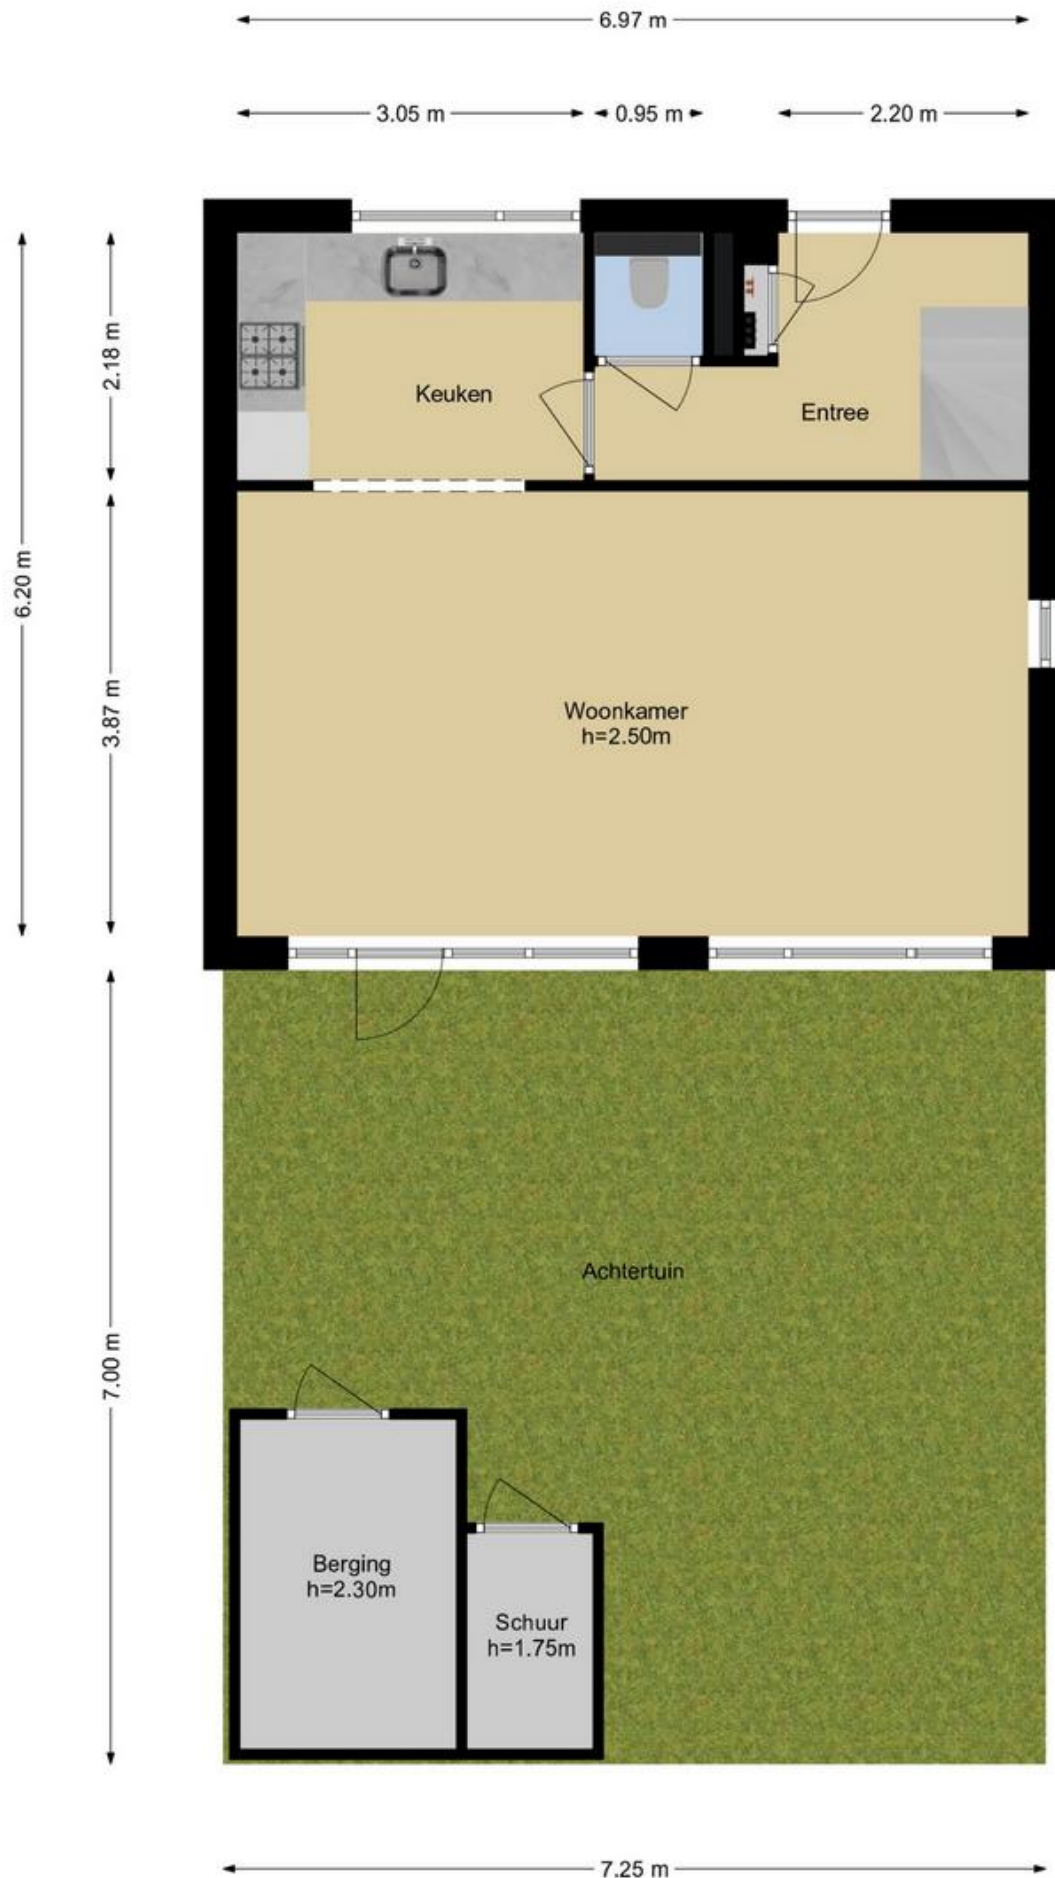 6.97 m
3.05 m
0.95 m
2.20 m
2.18 m
Keuken
Entree
6.20 m
3.87 m
Woonkamer
h=2.50m
7.00 m
Achtertuin
Berging
h=2.30m
Schuur
h=1.75m
7.25 m